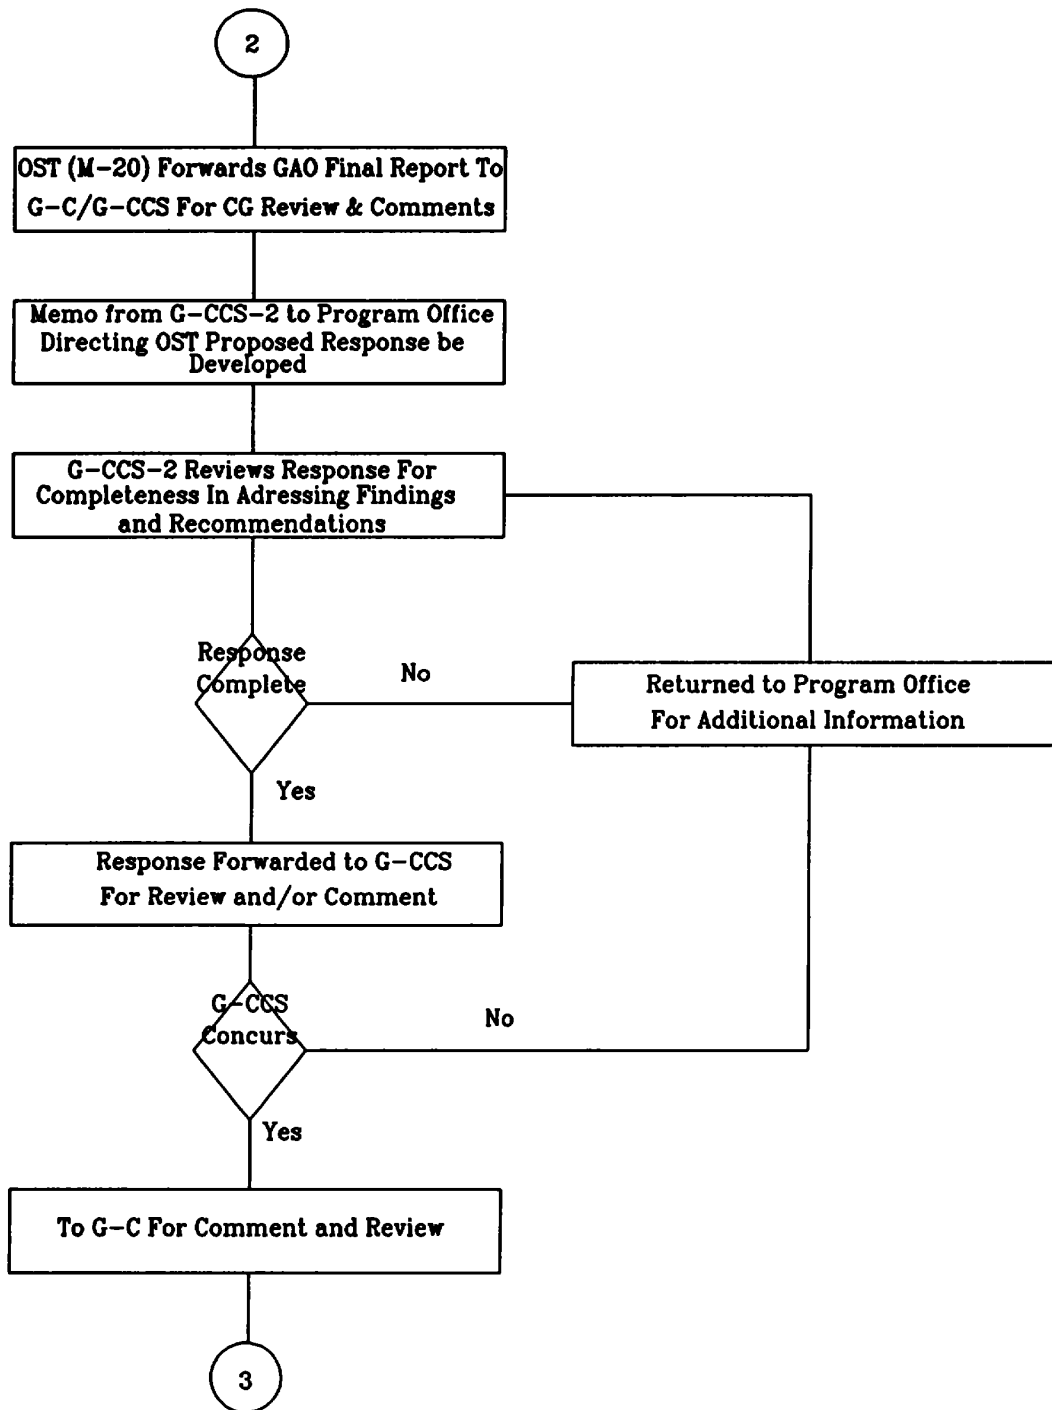 2
OST (M-20) Forwards GAO Final Report To
G-C/G-CCS For CG Review & Comments
Memo from G-CCS-2 to Program Office
Directing OST Proposed Response be
Developed
G-CCS-2 Reviews Response For
Completeness In Adressing Findings
and Recommendations
Response
Complete
No
Returned to Program Office
For Additional Information
Yes
Response Forwarded to G-CCS
For Review and/or Comment
G-CCS
Concurs
No
Yes
To G-C For Comment and Review
3